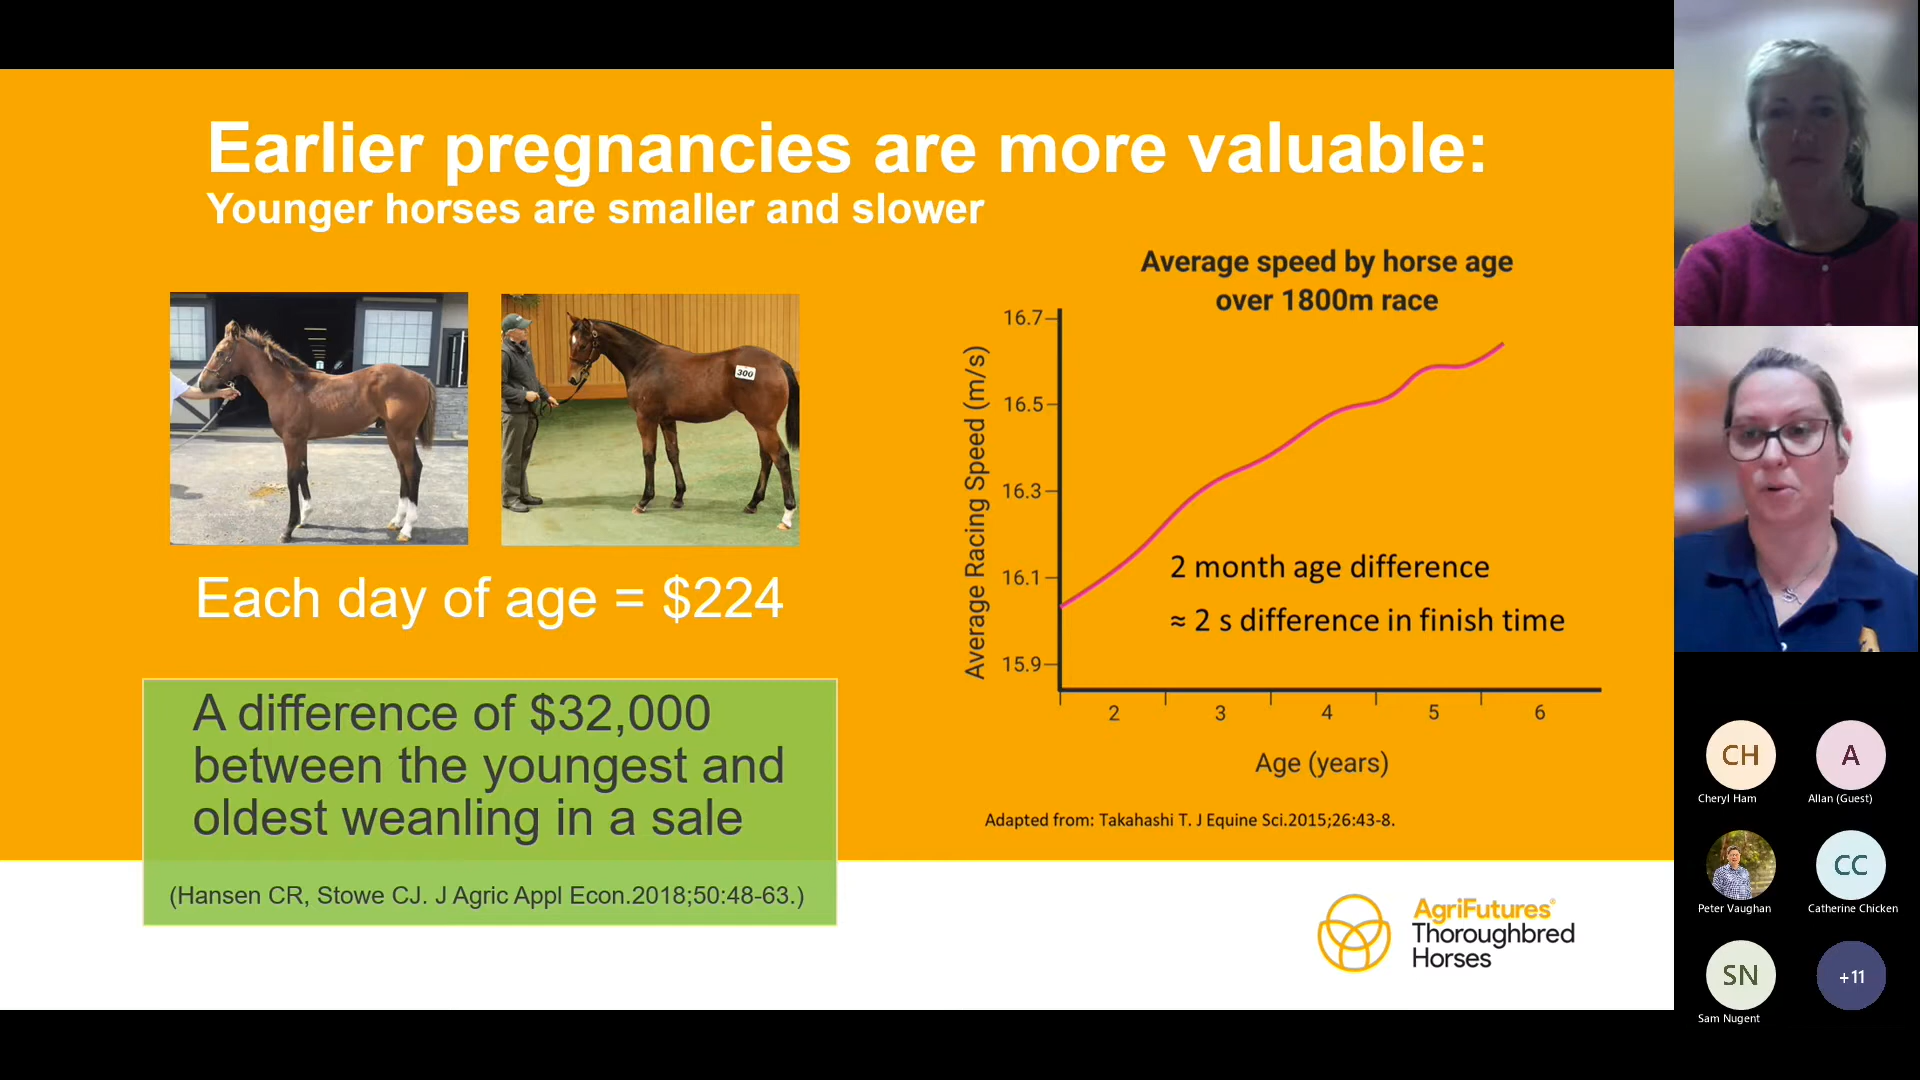 Earlier pregnancies are more valuable:
Younger horses are smaller and slower
300
Each day of age = $224
A difference of $32,000
between the youngest and
oldest weanling in a sale
(Hansen CR, Stowe CJ. J Agric Appl Econ.2018;50:48-63.)
Average speed by horse age
over 1800m race
Average Racing Speed (m/s)
16.7
16.5
16.3
16.1
15.9
2 month age difference
≈ 2 s difference in finish time
2 3 4 5 6
Age (years)
Adapted from: Takahashi T. J Equine Sci.2015;26:43-8.
AgriFutures®
Thoroughbred
Horses
CH
Cheryl Ham
A
Allan (Guest)
Peter Vaughan
CC
Catherine Chicken
SN
Sam Nugent
+11